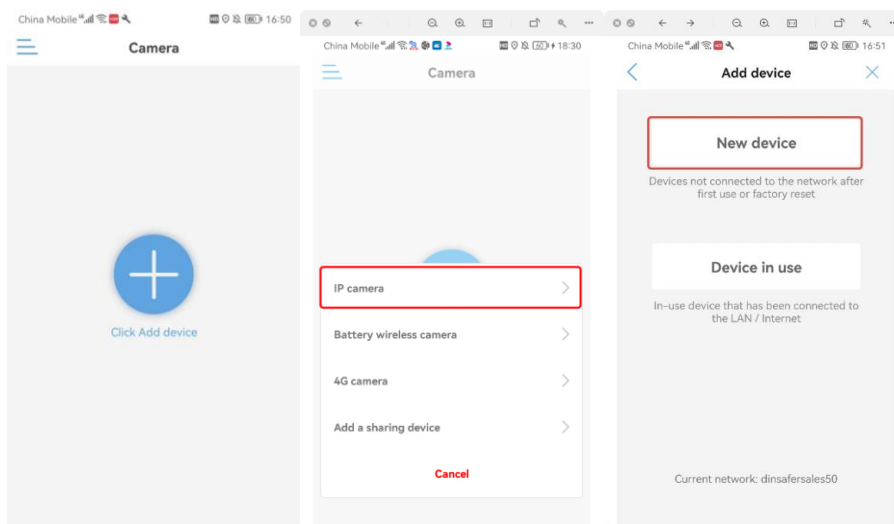 China Mobile 16:50
Camera
Click Add device
China Mobile 18:30
Camera
IP camera
Battery wireless camera
4G camera
Add a sharing device
Cancel
China Mobile 16:51
Add device
New device
Devices not connected to the network after
first use or factory reset
Device in use
In-use device that has been connected to
the LAN / Internet
Current network: dinsafersales50